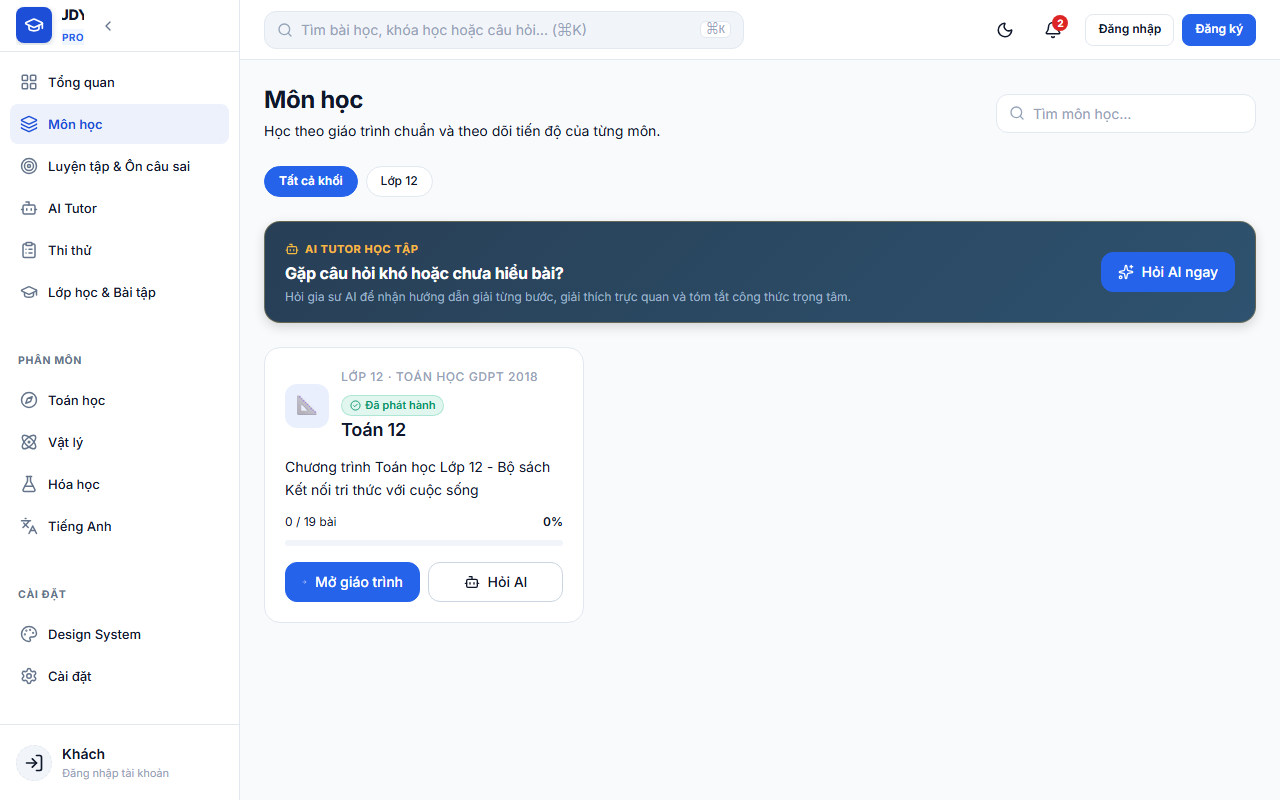 PRO
Tổng quan
Môn học
Luyện tập & Ôn câu sai
AI Tutor
Thi thử
Lớp học & Bài tập
PHÂN MÔN
Toán học
Vật lý
Hóa học
Tiếng Anh
CÀI ĐẶT
Design System
Cài đặt
Khách
Đăng nhập tài khoản
Tìm bài học, khóa học hoặc câu hỏi... (⌘K)
⌘K
2
Đăng nhập
Đăng ký
Môn học
Học theo giáo trình chuẩn và theo dõi tiến độ của từng môn.
Tìm môn học...
Tất cả khối
Lớp 12
AI TUTOR HỌC TẬP
Gặp câu hỏi khó hoặc chưa hiểu bài?
Hỏi gia sư AI để nhận hướng dẫn giải từng bước, giải thích trực quan và tóm tắt công thức trọng tâm.
Hỏi AI ngay
LỚP 12 · TOÁN HỌC GDPT 2018
Đã phát hành
Toán 12
Chương trình Toán học Lớp 12 - Bộ sách
Kết nối tri thức với cuộc sống
0 / 19 bài
0%
Mở giáo trình
Hỏi AI